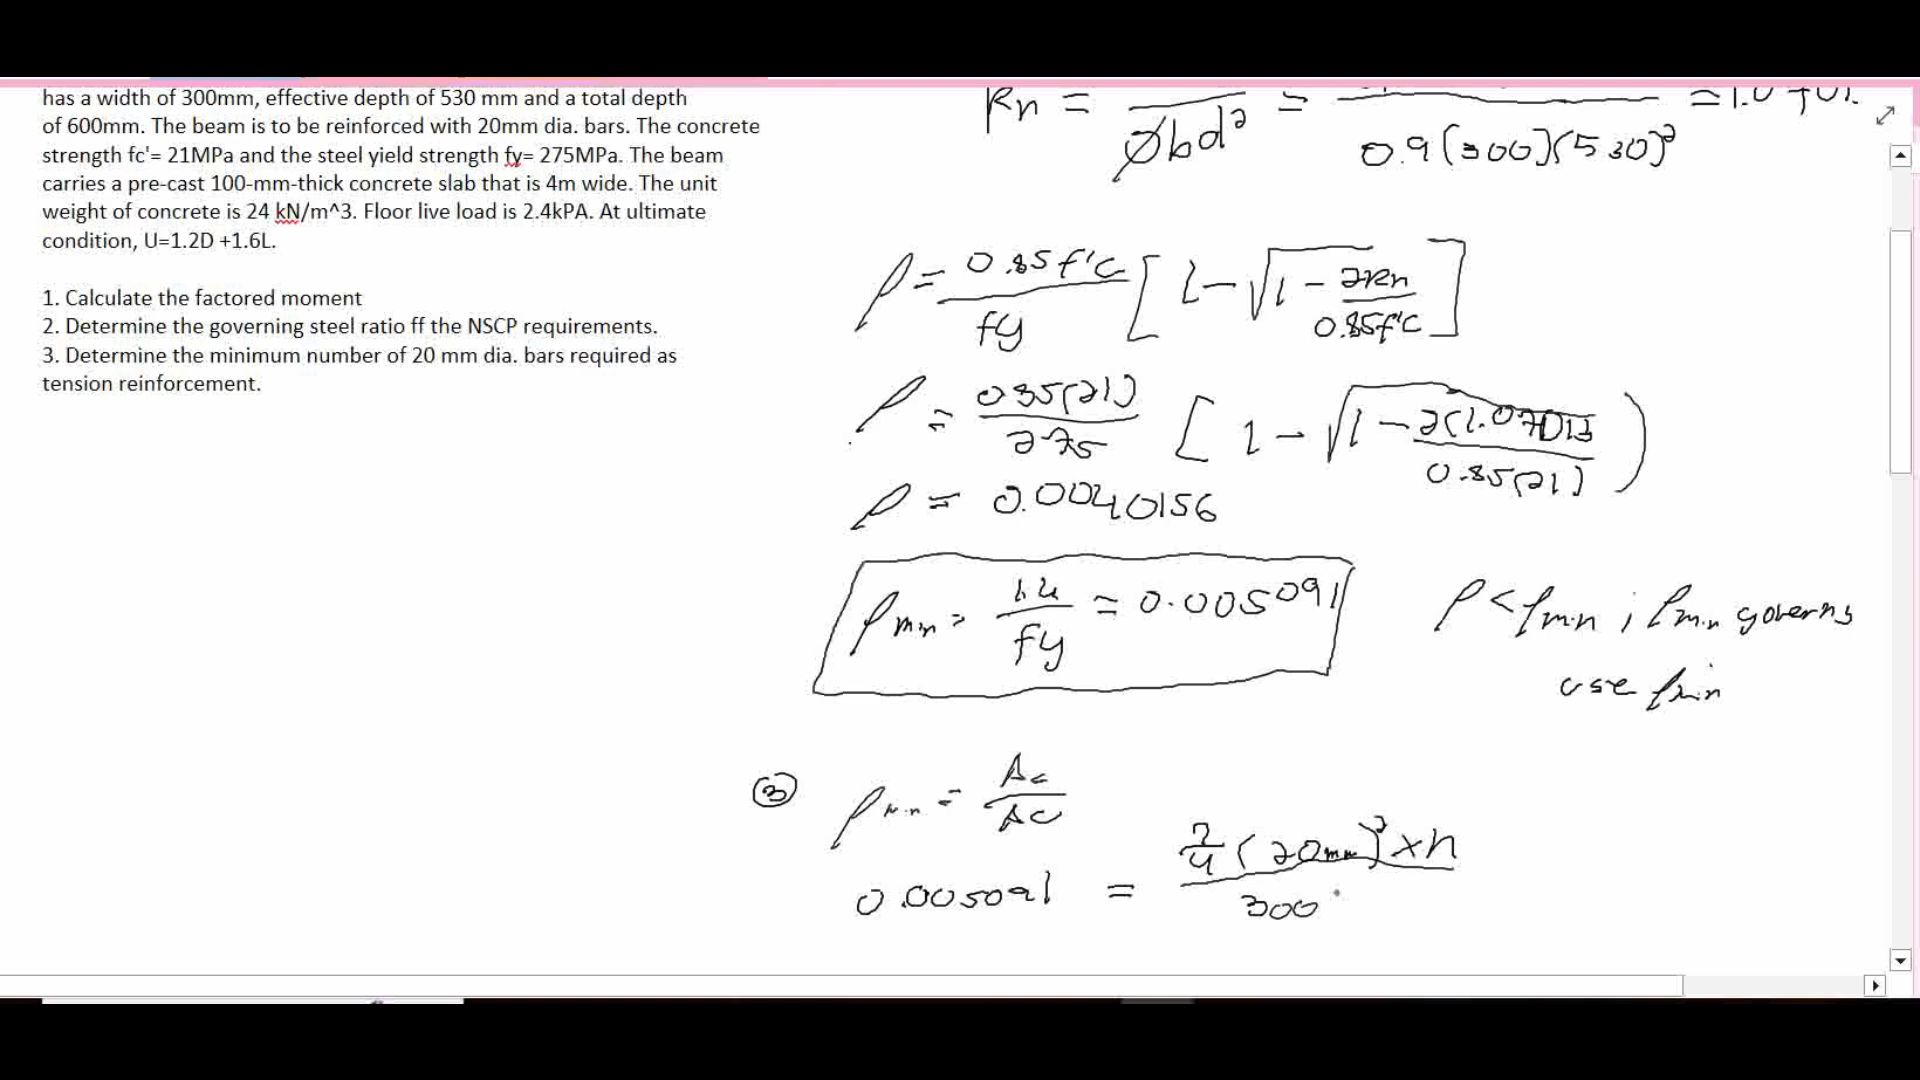 has a width of 300mm, effective depth of 530 mm and a total depth
of 600mm. The beam is to be reinforced with 20mm dia. bars. The concrete
strength fc'= 21MPa and the steel yield strength fy= 275MPa. The beam
carries a pre-cast 100-mm-thick concrete slab that is 4m wide. The unit
weight of concrete is 24 kN/m^3. Floor live load is 2.4kPA. At ultimate
condition, U=1.2D +1.6L.
1. Calculate the factored moment
2. Determine the governing steel ratio ff the NSCP requirements.
3. Determine the minimum number of 20 mm dia. bars required as
tension reinforcement.
Rn = / Øbd² = / 0.9(300)(530)² =
ρ = 0.85f'c / fy [ 1 - √1 - 2Rn / 0.85f'c ]
ρ = 0.85(21) / 275 [ 1 - √1 - 2(1.07013 / 0.85(21) )
ρ = 0.0040156
ρmin = 1.4 / fy = 0.005091
ρ < ρmin ; ρmin governs
use ρmin
③ ρmin =
0.005091 = π/4 (20mm)² × n / 300